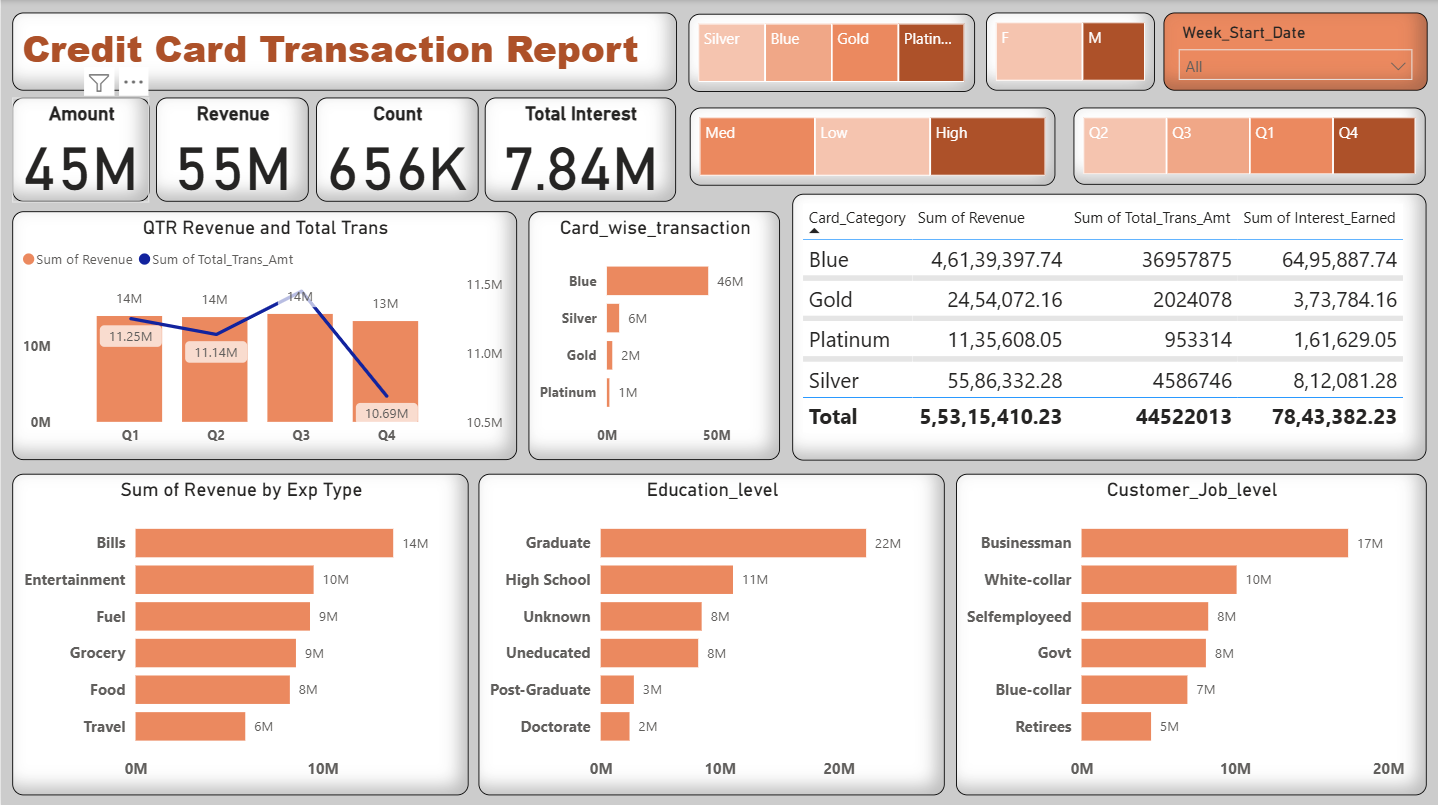 Credit Card Transaction Report
Silver Blue Gold Platin...
F M
Week_Start_Date
All
Amount
45M
Revenue
55M
Count
656K
Total Interest
7.84M
Med Low High
Q2 Q3 Q1 Q4
QTR Revenue and Total Trans
Sum of Revenue Sum of Total_Trans_Amt
14M 14M 14M 13M
11.25M 11.14M 10.69M
10M
0M
11.5M
11.0M
10.5M
Q1 Q2 Q3 Q4
Card_wise_transaction
Blue 46M
Silver 6M
Gold 2M
Platinum 1M
0M 50M
Card_Category Sum of Revenue Sum of Total_Trans_Amt Sum of Interest_Earned
Blue 4,61,39,397.74 36957875 64,95,887.74
Gold 24,54,072.16 2024078 3,73,784.16
Platinum 11,35,608.05 953314 1,61,629.05
Silver 55,86,332.28 4586746 8,12,081.28
Total 5,53,15,410.23 44522013 78,43,382.23
Sum of Revenue by Exp Type
Bills 14M
Entertainment 10M
Fuel 9M
Grocery 9M
Food 8M
Travel 6M
0M 10M
Education_level
Graduate 22M
High School 11M
Unknown 8M
Uneducated 8M
Post-Graduate 3M
Doctorate 2M
0M 10M 20M
Customer_Job_level
Businessman 17M
White-collar 10M
Selfemployeed 8M
Govt 8M
Blue-collar 7M
Retirees 5M
0M 10M 20M